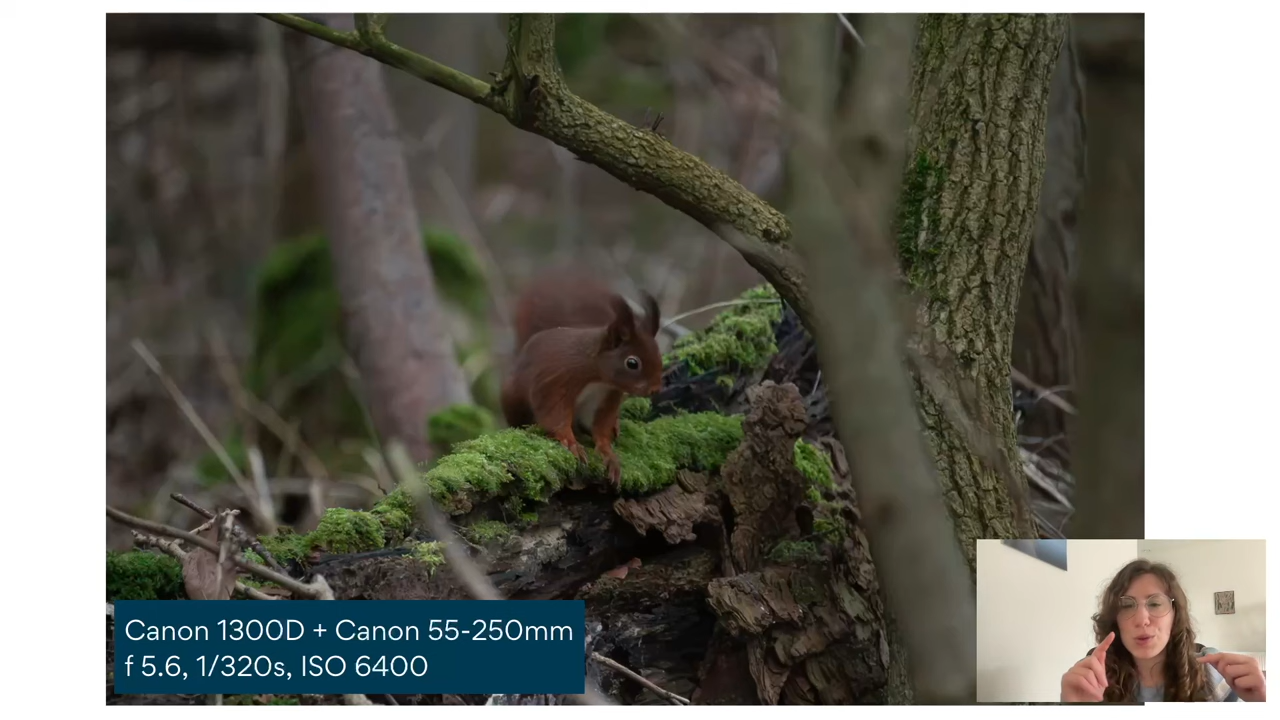 Canon 1300D + Canon 55-250mm
f 5.6, 1/320s, ISO 6400